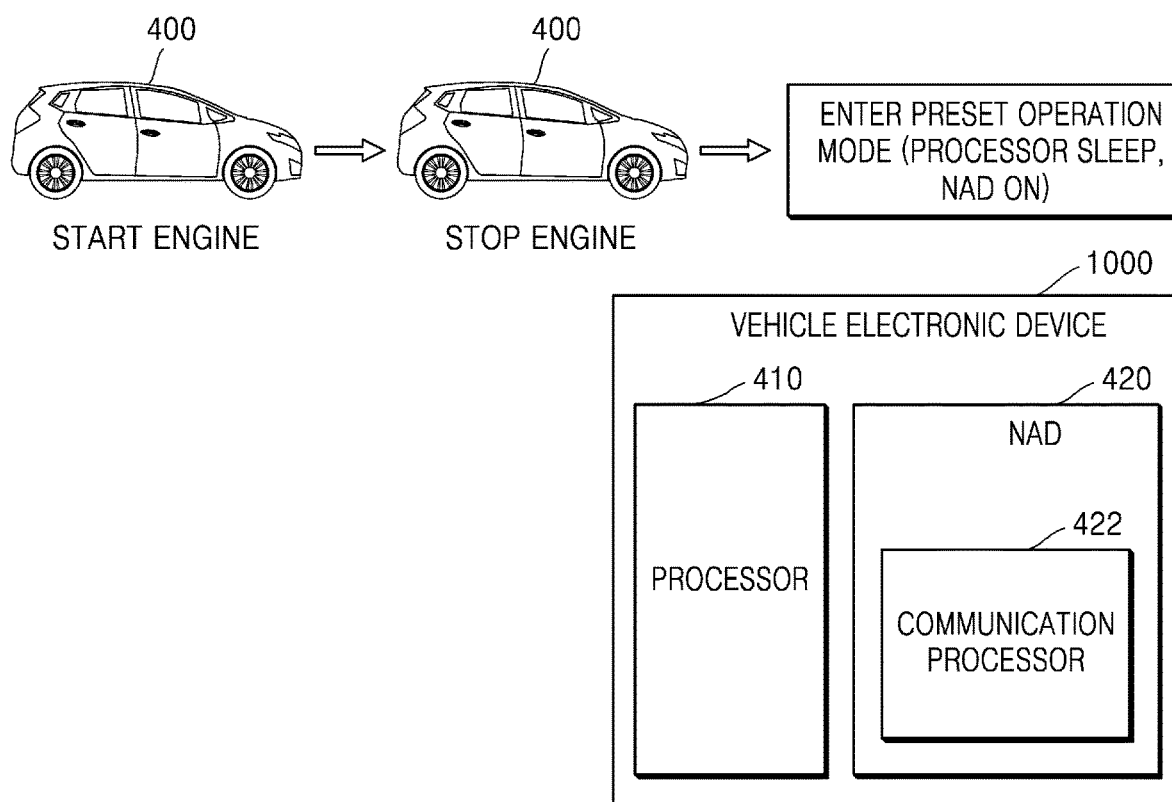 400
400
START ENGINE
STOP ENGINE
ENTER PRESET OPERATION
MODE (PROCESSOR SLEEP,
NAD ON)
1000
VEHICLE ELECTRONIC DEVICE
410
PROCESSOR
420
NAD
422
COMMUNICATION
PROCESSOR